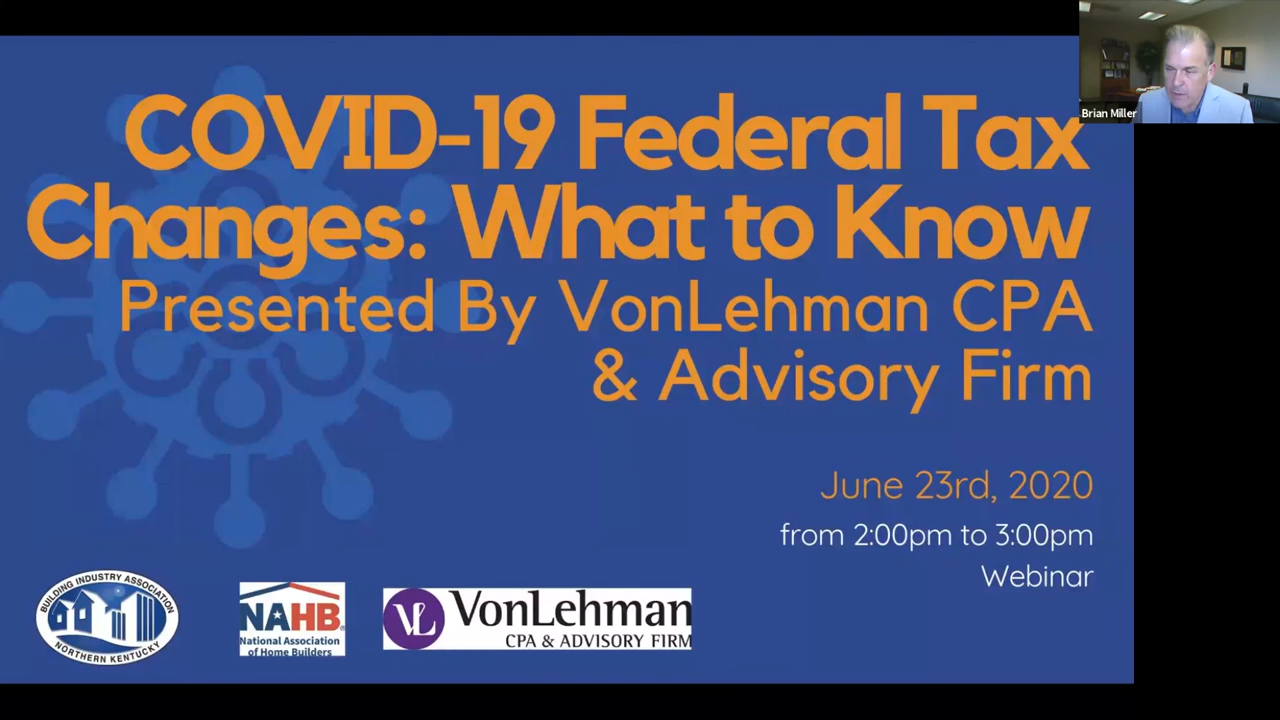 COVID-19 Federal Tax
Changes: What to Know
Presented By VonLehman CPA
& Advisory Firm
June 23rd, 2020
from 2:00pm to 3:00pm
Webinar
BUILDING INDUSTRY ASSOCIATION
NORTHERN KENTUCKY
NAHB®
National Association
of Home Builders
VL VonLehman
CPA & ADVISORY FIRM
Brian Miller